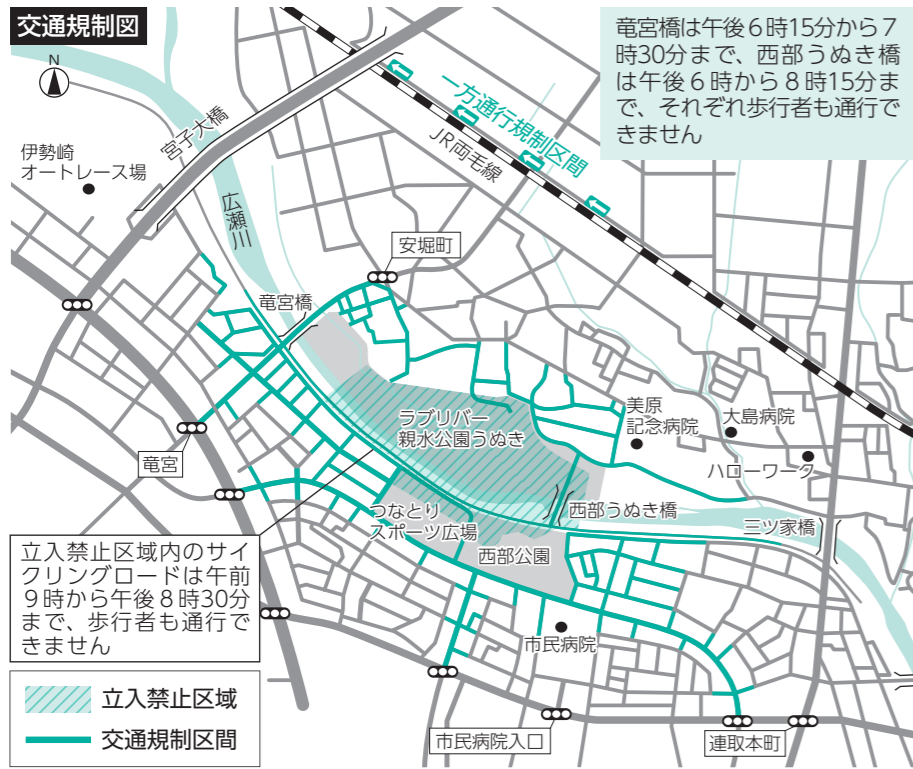 交通規制図
竜宮橋は午後6時15分から7
時30分まで、西部うぬき橋
は午後6時から8時15分ま
で、それぞれ歩行者も通行で
きません
N
宮子大橋
一方通行規制区間
JR両毛線
伊勢崎
オートレース場
広瀬川
安堀町
竜宮橋
ラブリバー
親水公園うぬき
美原
記念病院
大島病院
ハローワーク
竜宮
つなとり
スポーツ広場
西部うぬき橋
三ツ家橋
西部公園
立入禁止区域内のサイ
クリングロードは午前
9時から午後8時30分
まで、歩行者も通行で
きません
市民病院
立入禁止区域
交通規制区間
市民病院入口
連取本町